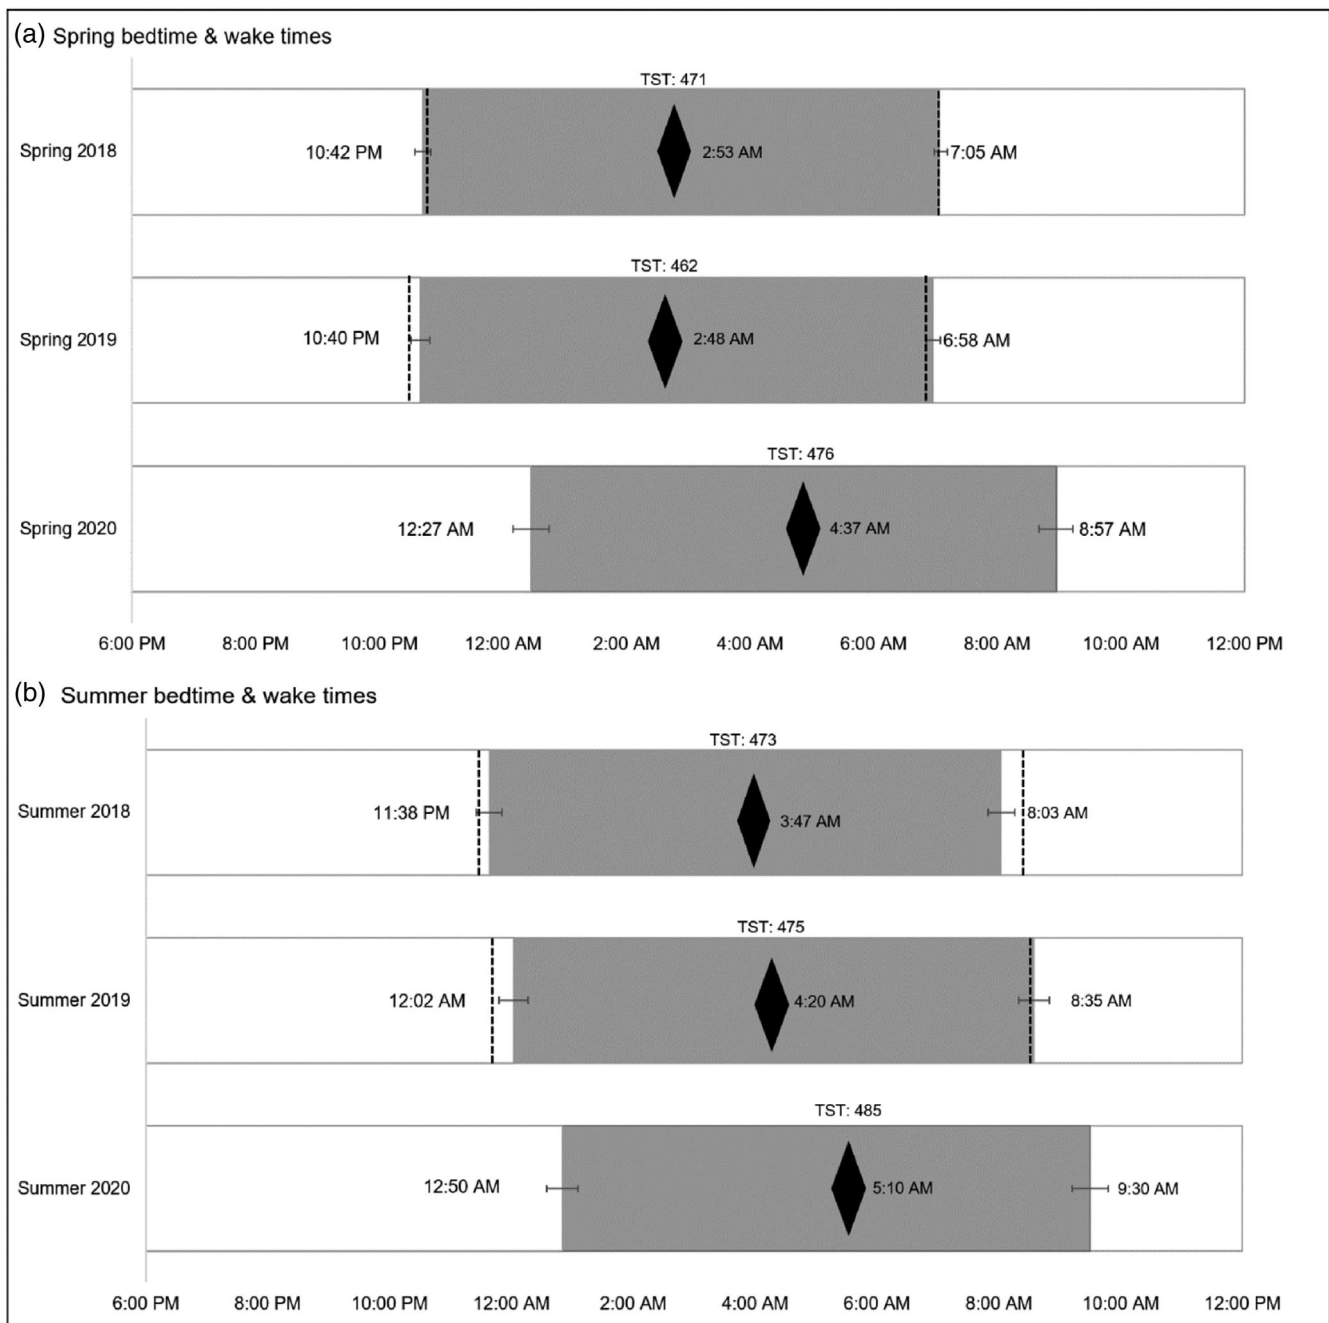 (a) Spring bedtime & wake times
TST: 471
Spring 2018 10:42 PM 2:53 AM 7:05 AM
TST: 462
Spring 2019 10:40 PM 2:48 AM 6:58 AM
TST: 476
Spring 2020 12:27 AM 4:37 AM 8:57 AM
6:00 PM 8:00 PM 10:00 PM 12:00 AM 2:00 AM 4:00 AM 6:00 AM 8:00 AM 10:00 AM 12:00 PM
(b) Summer bedtime & wake times
TST: 473
Summer 2018 11:38 PM 3:47 AM 8:03 AM
TST: 475
Summer 2019 12:02 AM 4:20 AM 8:35 AM
TST: 485
Summer 2020 12:50 AM 5:10 AM 9:30 AM
6:00 PM 8:00 PM 10:00 PM 12:00 AM 2:00 AM 4:00 AM 6:00 AM 8:00 AM 10:00 AM 12:00 PM